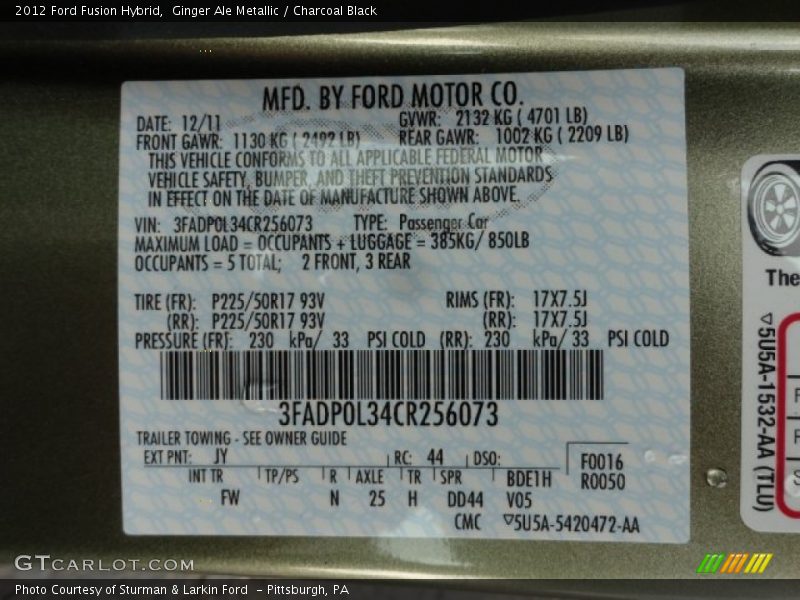 2012 Ford Fusion Hybrid, Ginger Ale Metallic / Charcoal Black
MFD. BY FORD MOTOR CO.
DATE: 12/11 GVWR: 2132 KG ( 4701 LB)
FRONT GAWR: 1130 KG ( 2492 LB) REAR GAWR: 1002 KG ( 2209 LB)
THIS VEHICLE CONFORMS TO ALL APPLICABLE FEDERAL MOTOR
VEHICLE SAFETY, BUMPER, AND THEFT PREVENTION STANDARDS
IN EFFECT ON THE DATE OF MANUFACTURE SHOWN ABOVE.
VIN: 3FADP0L34CR256073 TYPE: Passenger Car
MAXIMUM LOAD = OCCUPANTS + LUGGAGE = 385KG/ 850LB
OCCUPANTS = 5 TOTAL; 2 FRONT, 3 REAR
TIRE (FR): P225/50R17 93V RIMS (FR): 17X7.5J
(RR): P225/50R17 93V (RR): 17X7.5J
PRESSURE (FR): 230 kPa/ 33 PSI COLD (RR): 230 kPa/ 33 PSI COLD
3FADP0L34CR256073
TRAILER TOWING - SEE OWNER GUIDE
EXT PNT: JY RC: 44 DSO: F0016
INT TR TP/PS R AXLE TR SPR BDE1H R0050
FW N 25 H DD44 V05
CMC ▽5U5A-5420472-AA
The
▽5U5A-1532-AA (TLU)
GTCARLOT.COM
Photo Courtesy of Sturman & Larkin Ford - Pittsburgh, PA